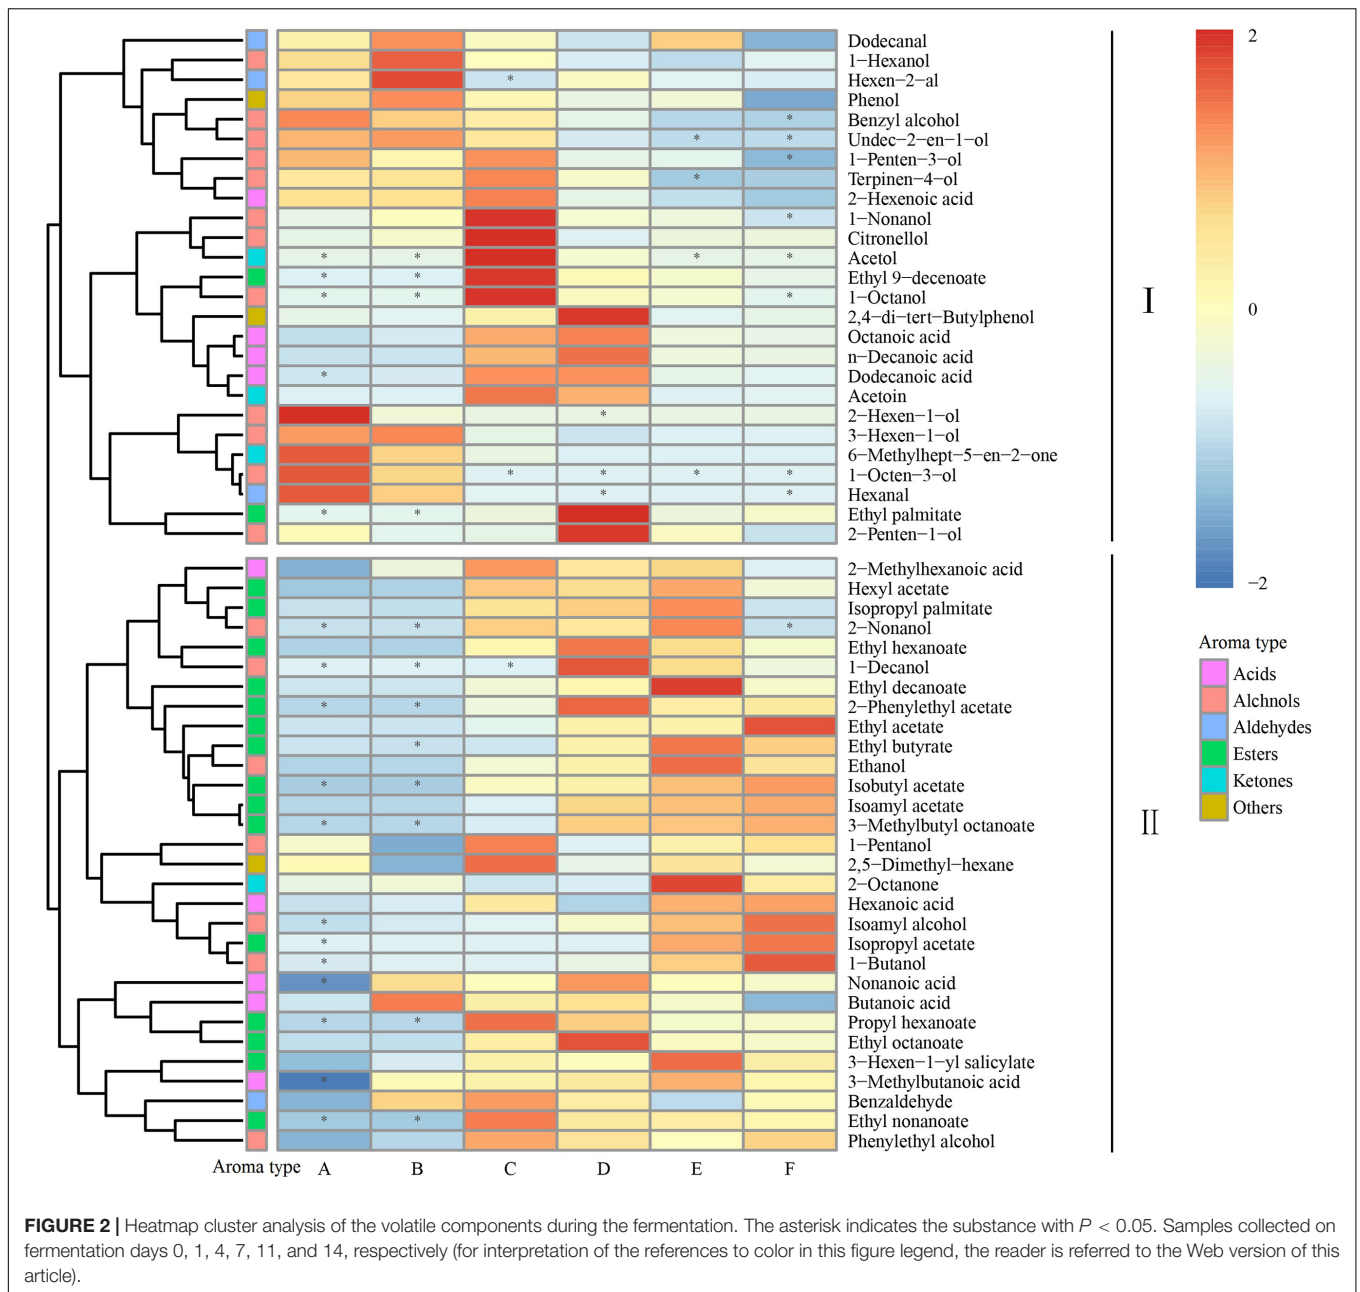 Dodecanal
1−Hexanol
Hexen−2−al
*
Phenol
Benzyl alcohol
*
Undec−2−en−1−ol
* *
1−Penten−3−ol
*
Terpinen−4−ol
*
2−Hexenoic acid
1−Nonanol
*
Citronellol
Acetol
* * * *
Ethyl 9−decenoate
* *
1−Octanol
* * *
2,4−di−tert−Butylphenol
Octanoic acid
n−Decanoic acid
Dodecanoic acid
*
Acetoin
2−Hexen−1−ol
*
3−Hexen−1−ol
6−Methylhept−5−en−2−one
1−Octen−3−ol
* * * *
Hexanal
* *
Ethyl palmitate
* *
2−Penten−1−ol
I
2−Methylhexanoic acid
Hexyl acetate
Isopropyl palmitate
2−Nonanol
* * *
Ethyl hexanoate
1−Decanol
* * *
Ethyl decanoate
2−Phenylethyl acetate
* *
Ethyl acetate
Ethyl butyrate
*
Ethanol
Isobutyl acetate
* *
Isoamyl acetate
3−Methylbutyl octanoate
* *
1−Pentanol
2,5−Dimethyl−hexane
2−Octanone
Hexanoic acid
Isoamyl alcohol
*
Isopropyl acetate
*
1−Butanol
*
Nonanoic acid
*
Butanoic acid
Propyl hexanoate
* *
Ethyl octanoate
3−Hexen−1−yl salicylate
3−Methylbutanoic acid
*
Benzaldehyde
Ethyl nonanoate
* *
Phenylethyl alcohol
II
Aroma type A B C D E F
2
0
−2
Aroma type
Acids
Alchnols
Aldehydes
Esters
Ketones
Others
FIGURE 2 | Heatmap cluster analysis of the volatile components during the fermentation. The asterisk indicates the substance with P < 0.05. Samples collected on
fermentation days 0, 1, 4, 7, 11, and 14, respectively (for interpretation of the references to color in this figure legend, the reader is referred to the Web version of this
article).